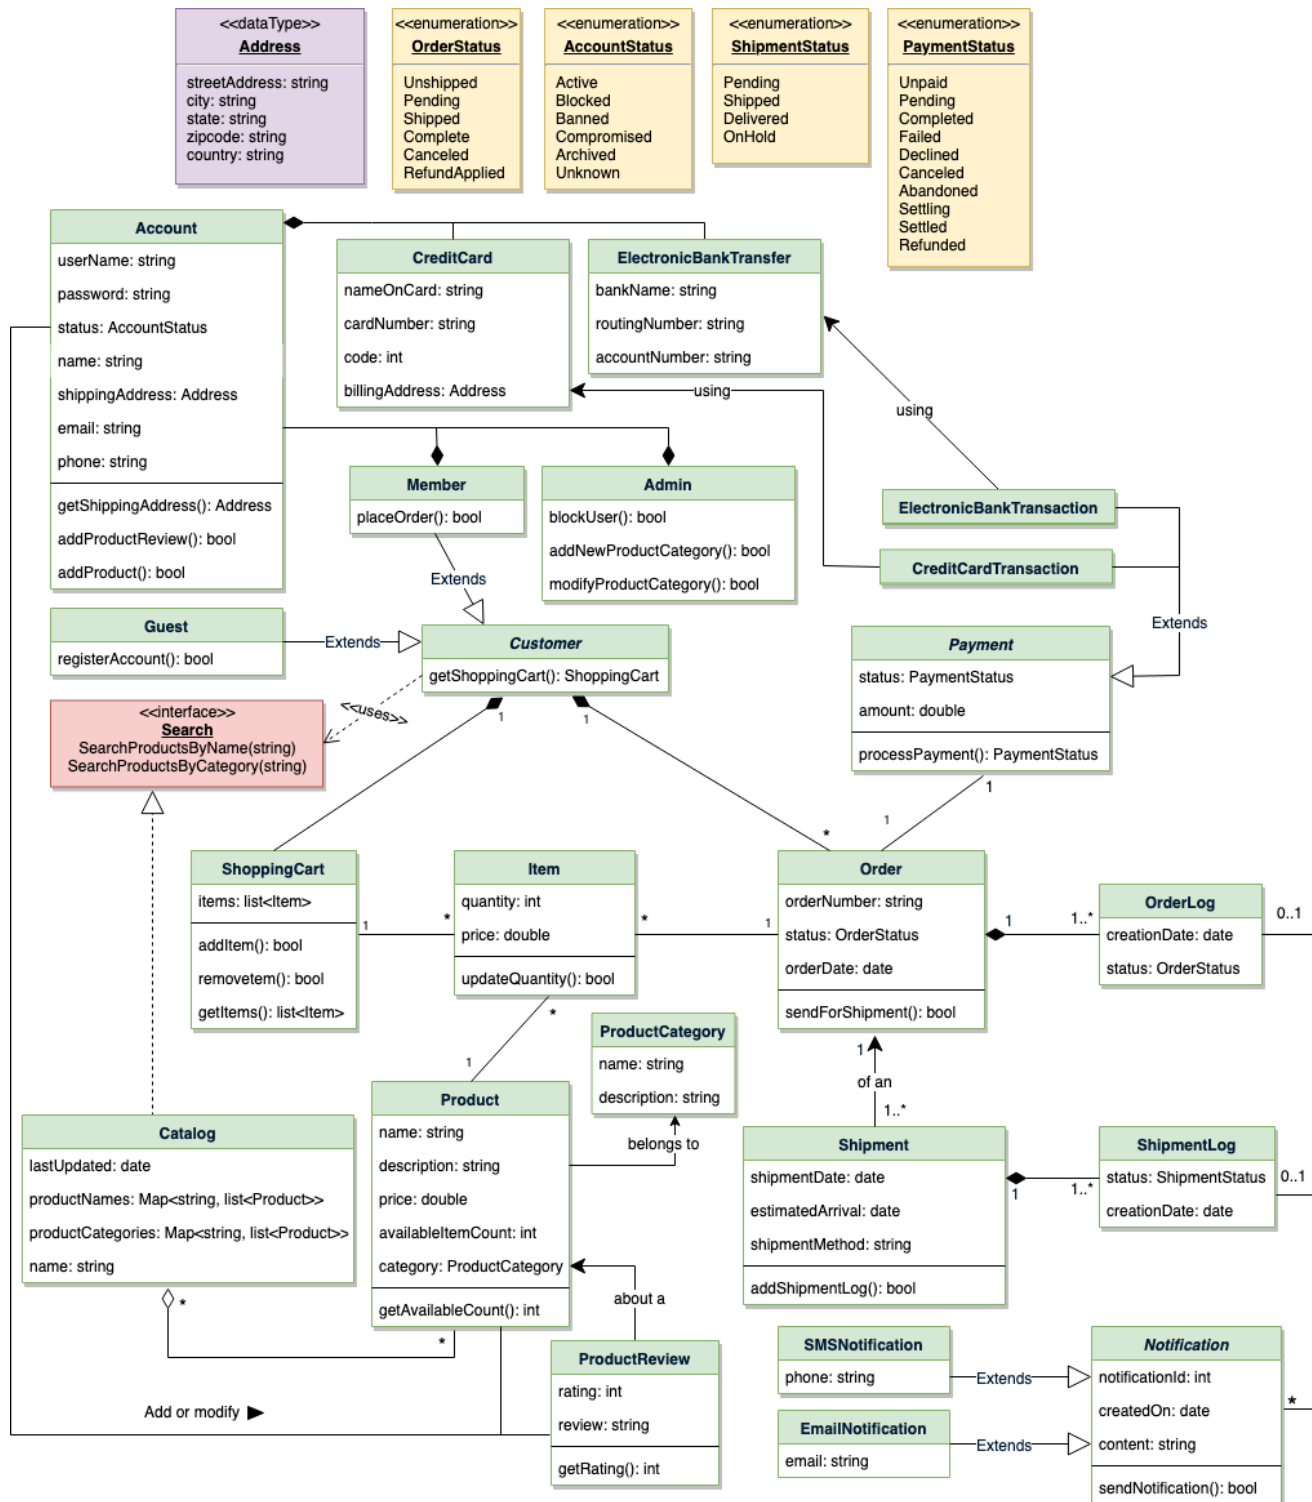 <<dataType>>
Address
streetAddress: string
city: string
state: string
zipcode: string
country: string
<<enumeration>>
OrderStatus
Unshipped
Pending
Shipped
Complete
Canceled
RefundApplied
<<enumeration>>
AccountStatus
Active
Blocked
Banned
Compromised
Archived
Unknown
<<enumeration>>
ShipmentStatus
Pending
Shipped
Delivered
OnHold
<<enumeration>>
PaymentStatus
Unpaid
Pending
Completed
Failed
Declined
Canceled
Abandoned
Settling
Settled
Refunded
Account
userName: string
password: string
status: AccountStatus
name: string
shippingAddress: Address
email: string
phone: string
getShippingAddress(): Address
addProductReview(): bool
addProduct(): bool
CreditCard
nameOnCard: string
cardNumber: string
code: int
billingAddress: Address
ElectronicBankTransfer
bankName: string
routingNumber: string
accountNumber: string
using
using
Member
placeOrder(): bool
Admin
blockUser(): bool
addNewProductCategory(): bool
modifyProductCategory(): bool
ElectronicBankTransaction
CreditCardTransaction
Extends
Extends
Guest
registerAccount(): bool
Extends
Customer
getShoppingCart(): ShoppingCart
Payment
status: PaymentStatus
amount: double
processPayment(): PaymentStatus
<<uses>>
<<interface>>
Search
SearchProductsByName(string)
SearchProductsByCategory(string)
1
1
1
1
*
ShoppingCart
items: list<Item>
addItem(): bool
removetem(): bool
getItems(): list<Item>
1
*
Item
quantity: int
price: double
updateQuantity(): bool
*
1
Order
orderNumber: string
status: OrderStatus
orderDate: date
sendForShipment(): bool
1
1..*
OrderLog
creationDate: date
status: OrderStatus
0..1
*
1
ProductCategory
name: string
description: string
belongs to
1
of an
1..*
Product
name: string
description: string
price: double
availableItemCount: int
category: ProductCategory
getAvailableCount(): int
Catalog
lastUpdated: date
productNames: Map<string, list<Product>>
productCategories: Map<string, list<Product>>
name: string
*
*
Shipment
shipmentDate: date
estimatedArrival: date
shipmentMethod: string
addShipmentLog(): bool
1
1..*
ShipmentLog
status: ShipmentStatus
creationDate: date
0..1
about a
ProductReview
rating: int
review: string
getRating(): int
Add or modify
SMSNotification
phone: string
Extends
EmailNotification
email: string
Extends
Notification
notificationId: int
createdOn: date
content: string
sendNotification(): bool
*